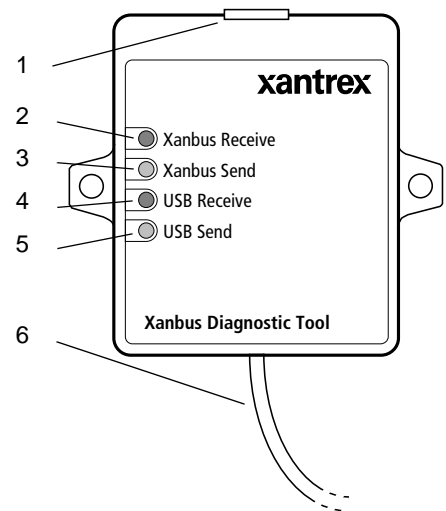 1
xantrex
2
Xanbus Receive
3
Xanbus Send
4
USB Receive
5
USB Send
Xanbus Diagnostic Tool
6